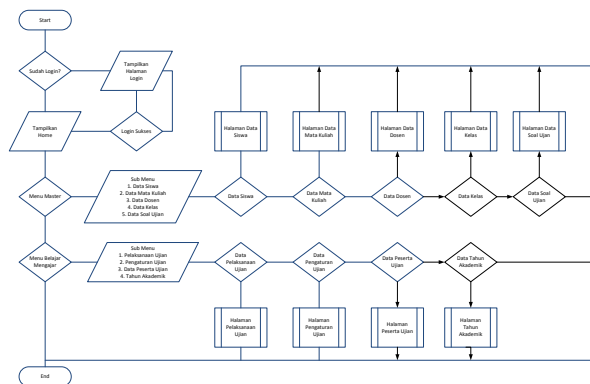 Start
Sudah Login?
Tampilkan
Halaman
Login
Tampilkan
Home
Login Sukses
Halaman Data
Siswa
Halaman Data
Mata Kuliah
Halaman Data
Dosen
Halaman Data
Kelas
Halaman Data
Soal Ujan
Menu Master
Sub Menu
1. Data Siswa
2. Data Mata Kuliah
3. Data Dosen
4. Data Kelas
5. Data Soal Ujian
Data Siswa
Data Mata
Kuliah
Data Dosen
Data Kelas
Data Soal
Ujian
Menu Belajar
Mengajar
Sub Menu
1. Pelaksanaan Ujian
2. Pengaturan Ujian
3. Data Peserta Ujian
4. Tahun Akademik
Data
Pelaksanaan
Ujian
Data
Pengaturan
Ujian
Data Peserta
Ujian
Data Tahun
Akademik
Halaman
Pelaksanaan
Ujian
Halaman
Pengaturan
Ujian
Halaman
Peserta Ujian
Halaman
Tahun
Akademik
End